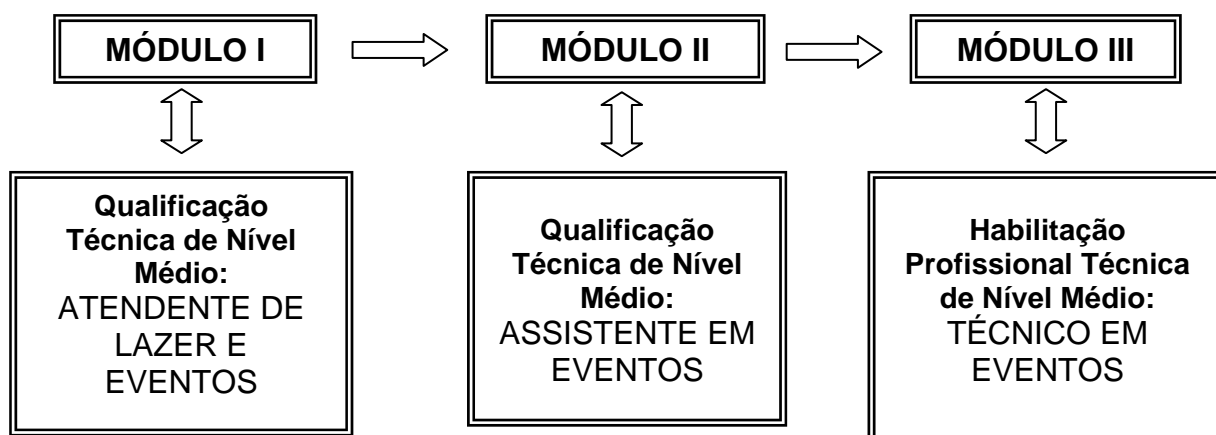 MÓDULO I
MÓDULO II
MÓDULO III
Qualificação
Técnica de Nível
Médio:
ATENDENTE DE
LAZER E
EVENTOS
Qualificação
Técnica de Nível
Médio:
ASSISTENTE EM
EVENTOS
Habilitação
Profissional Técnica
de Nível Médio:
TÉCNICO EM
EVENTOS